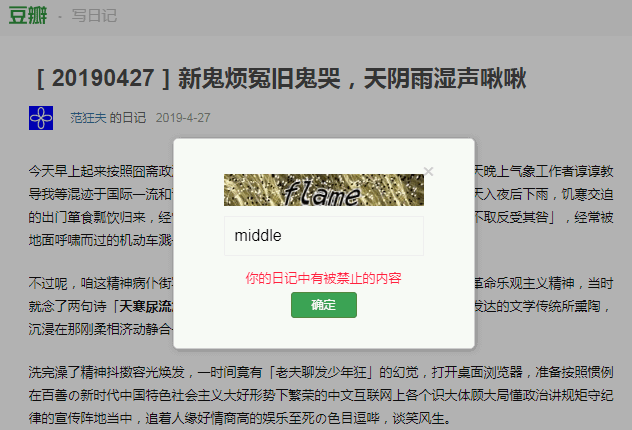 豆瓣 · 写日记
［20190427］新鬼烦冤旧鬼哭，天阴雨湿声啾啾
范狂夫 的日记 2019-4-27
×
flame
middle
你的日记中有被禁止的内容
确定
今天早上起来按照囧斋政 天晚上气象工作者谆谆教
导我等混迹于国际一流和 天入夜后下雨，饥寒交迫
的出门箪食瓢饮归来，经 不取反受其咎」，经常被
地面呼啸而过的机动车溅
不过呢，咱这精神病仆街 革命乐观主义精神，当时
就念了两句诗「天寒尿流 发达的文学传统所熏陶，
沉浸在那刚柔相济动静合
洗完澡了精神抖擞容光焕发，一时间竟有「老夫聊发少年狂」的幻觉，打开桌面浏览器，准备按照惯例
在百善の新时代中国特色社会主义大好形势下繁荣的中文互联网上各个识大体顾大局懂政治讲规矩守纪
律的宣传阵地当中，追着人缘好情商高的娱乐至死の色目逗哔，谈笑风生。